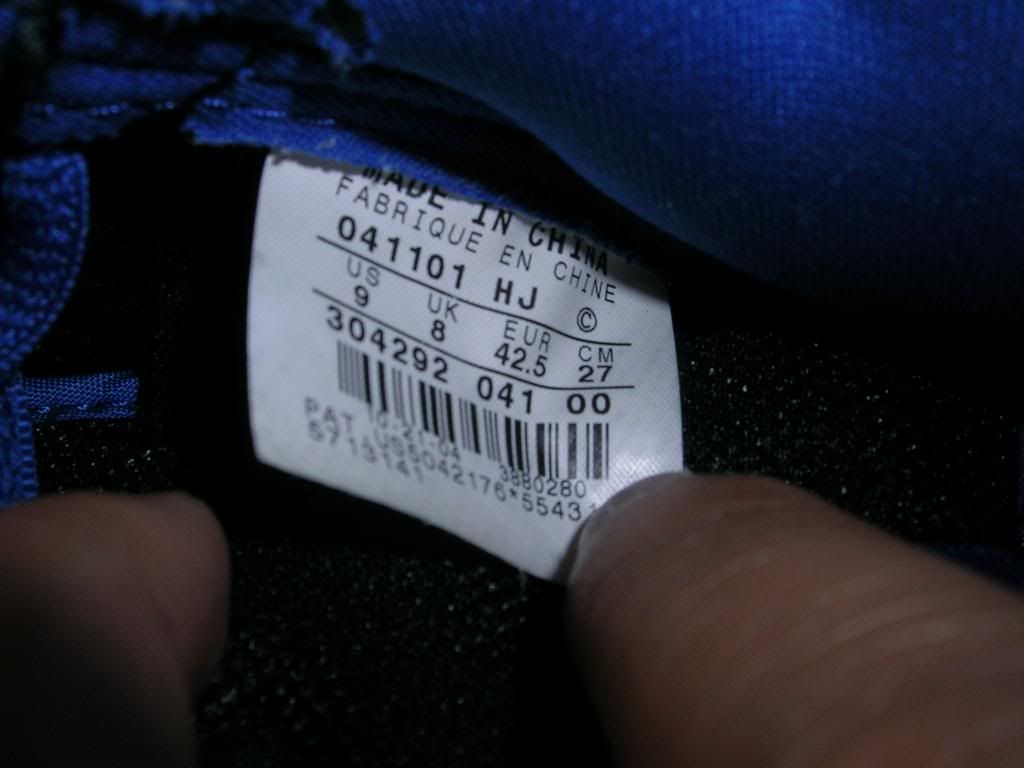 MADE IN CHINA
FABRIQUE EN CHINE
041101 HJ ©
US UK EUR CM
9 8 42.5 27
304292 041 00
10-21-04 3880280
PAT. US5042176*5543
5713141